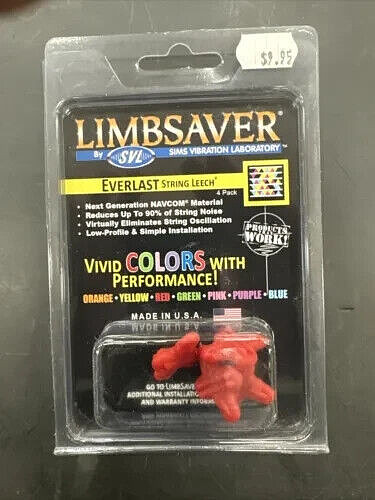 $9.95
LIMBSAVER®
By SVL SIMS VIBRATION LABORATORY™
EVERLAST STRING LEECH®
4 Pack
• Next Generation NAVCOM® Material
• Reduces Up To 90% of String Noise
• Virtually Eliminates String Oscillation
• Low-Profile & Simple Installation
PRODUCTS THAT
WORK!
VIVID COLORS WITH
PERFORMANCE!
ORANGE • YELLOW • RED • GREEN • PINK • PURPLE • BLUE
MADE IN U.S.A.
GO TO LIMBSAVER
ADDITIONAL INSTALLATION
AND WARRANTY INFORM